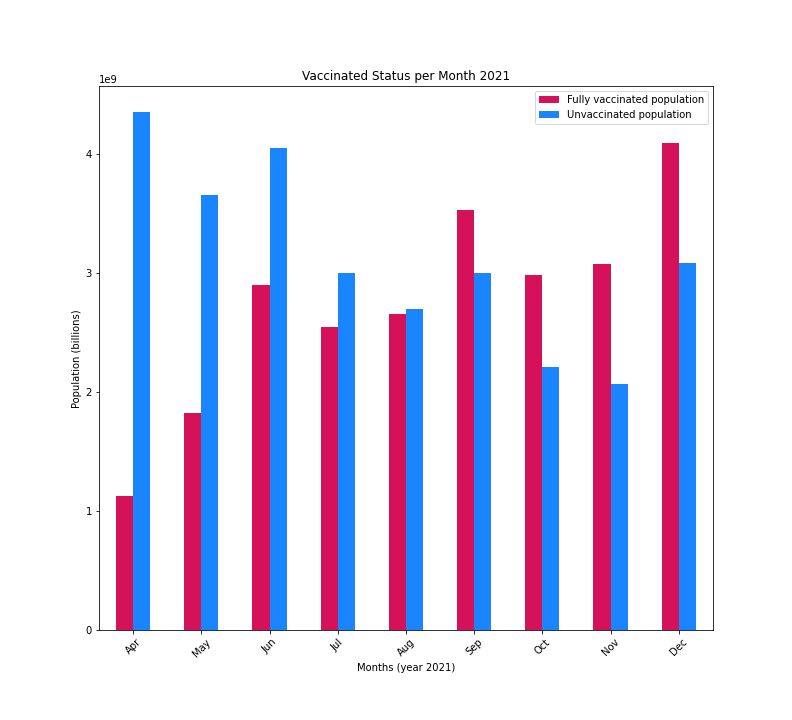 Vaccinated Status per Month 2021
1e9
Fully vaccinated population
Unvaccinated population
4
3
2
1
0
Population (billions)
Apr
May
Jun
Jul
Aug
Sep
Oct
Nov
Dec
Months (year 2021)